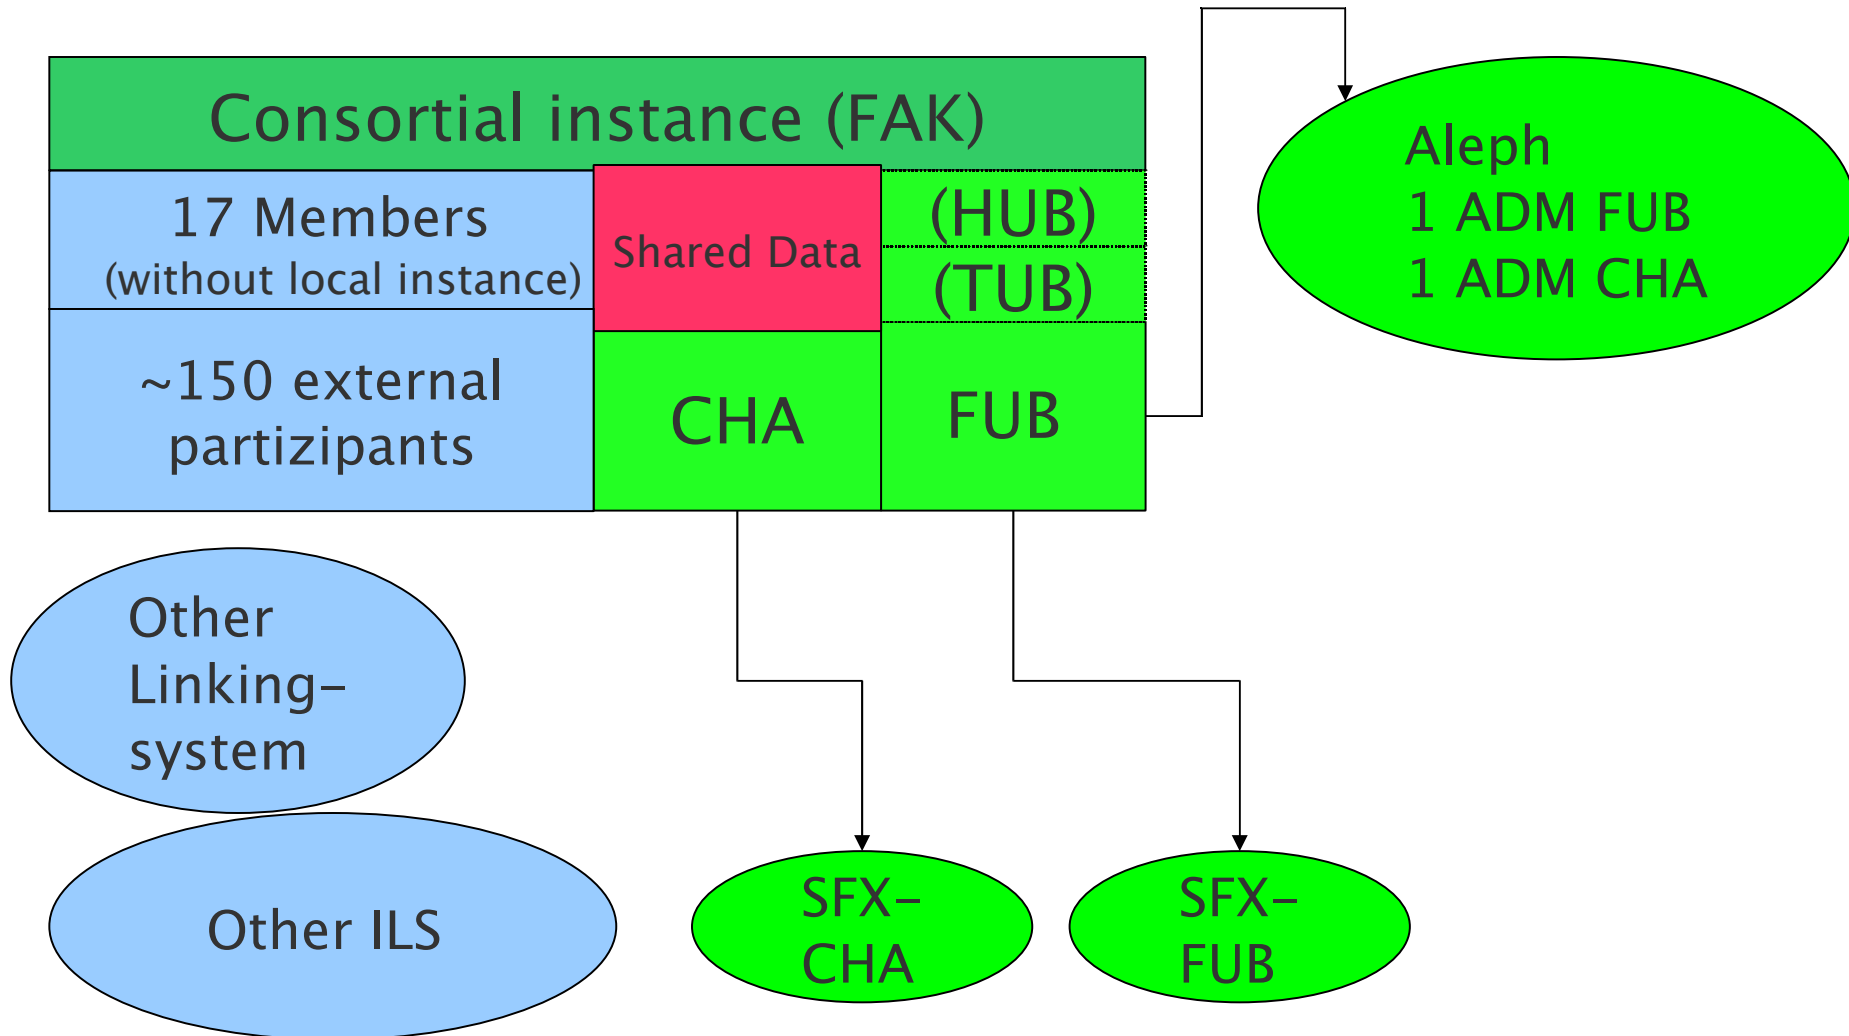 Consortial instance (FAK)
17 Members
(without local instance)
Shared Data
(HUB)
(TUB)
~150 external
partizipants
CHA
FUB
Aleph
1 ADM FUB
1 ADM CHA
Other
Linking-
system
Other ILS
SFX-
CHA
SFX-
FUB